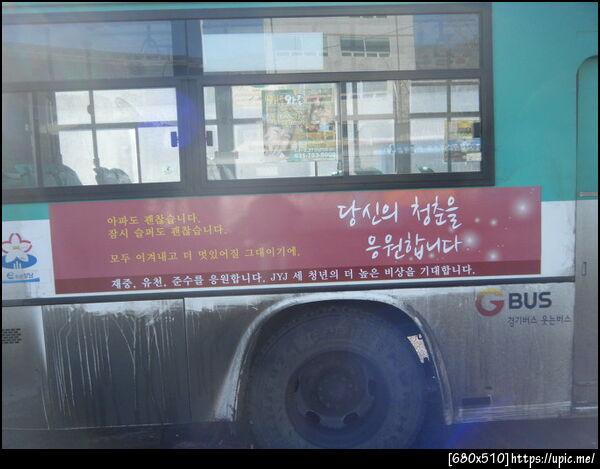 아파도 괜찮습니다.
잠시 슬퍼도 괜찮습니다.
모두 이겨내고 더 멋있어질 그대이기에.
당신의 청춘을
응원합니다
재중, 유천, 준수를 응원합니다. JYJ 세 청년의 더 높은 비상을 기대합니다.
G BUS
경기버스 웃는버스
[680x510]https://upic.me/